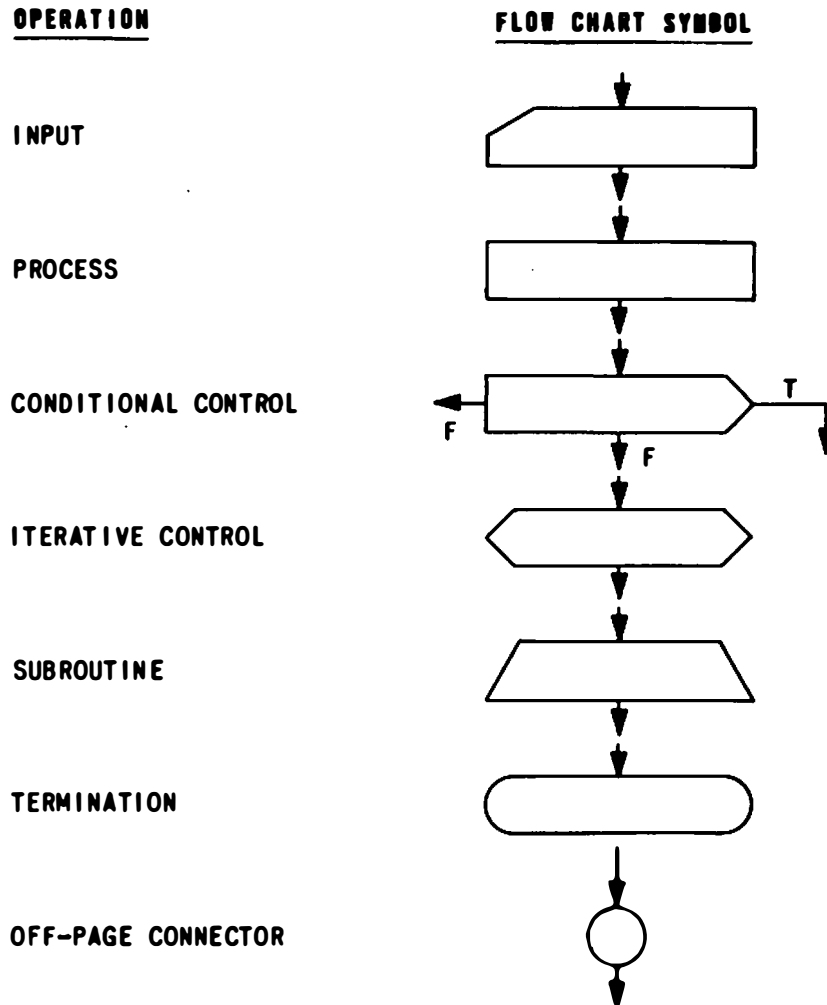 OPERATION FLOW CHART SYMBOL
INPUT
PROCESS
CONDITIONAL CONTROL
T
F
F
ITERATIVE CONTROL
SUBROUTINE
TERMINATION
OFF-PAGE CONNECTOR